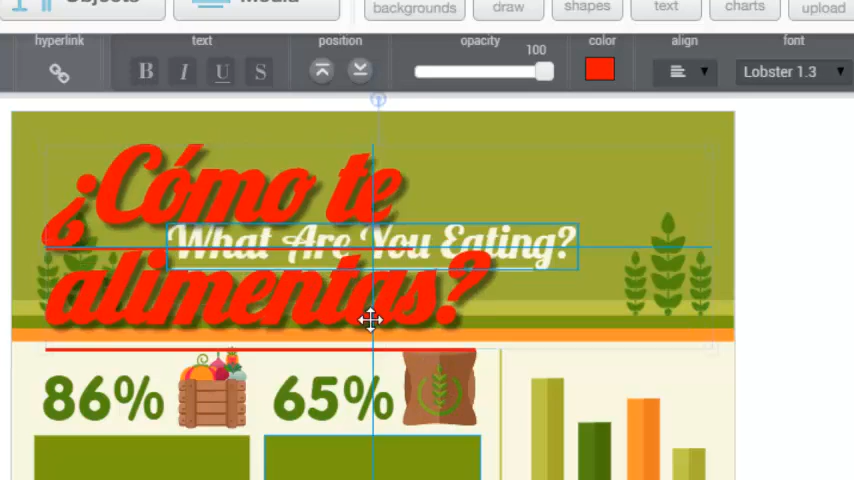 Objects
Media
backgrounds
draw
shapes
text
charts
upload
hyperlink
text
position
opacity
100
color
align
font
B I U S
Lobster 1.3
¿Cómo te
What Are You Eating?
alimentas?
86%
65%